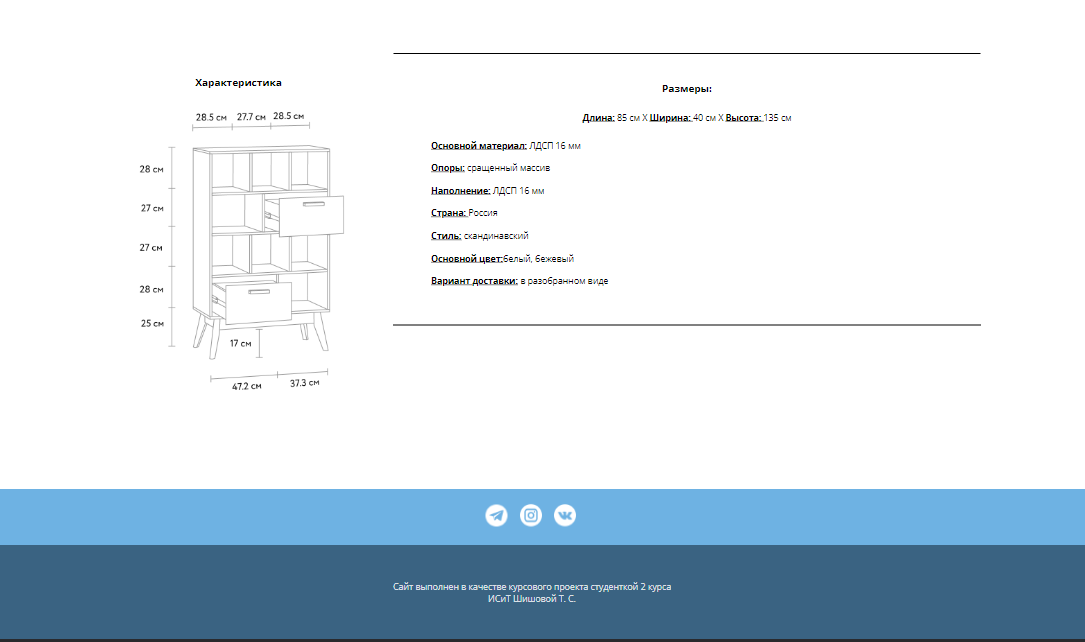 Характеристика
28.5 см 27.7 см 28.5 см
28 см
27 см
27 см
28 см
25 см
17 см
47.2 см 37.3 см
Размеры:
Длина: 85 см X Ширина: 40 см X Высота: 135 см
Основной материал: ЛДСП 16 мм
Опоры: сращенный массив
Наполнение: ЛДСП 16 мм
Страна: Россия
Стиль: скандинавский
Основной цвет:белый, бежевый
Вариант доставки: в разобранном виде
Сайт выполнен в качестве курсового проекта студенткой 2 курса
ИСиТ Шишовой Т. С.